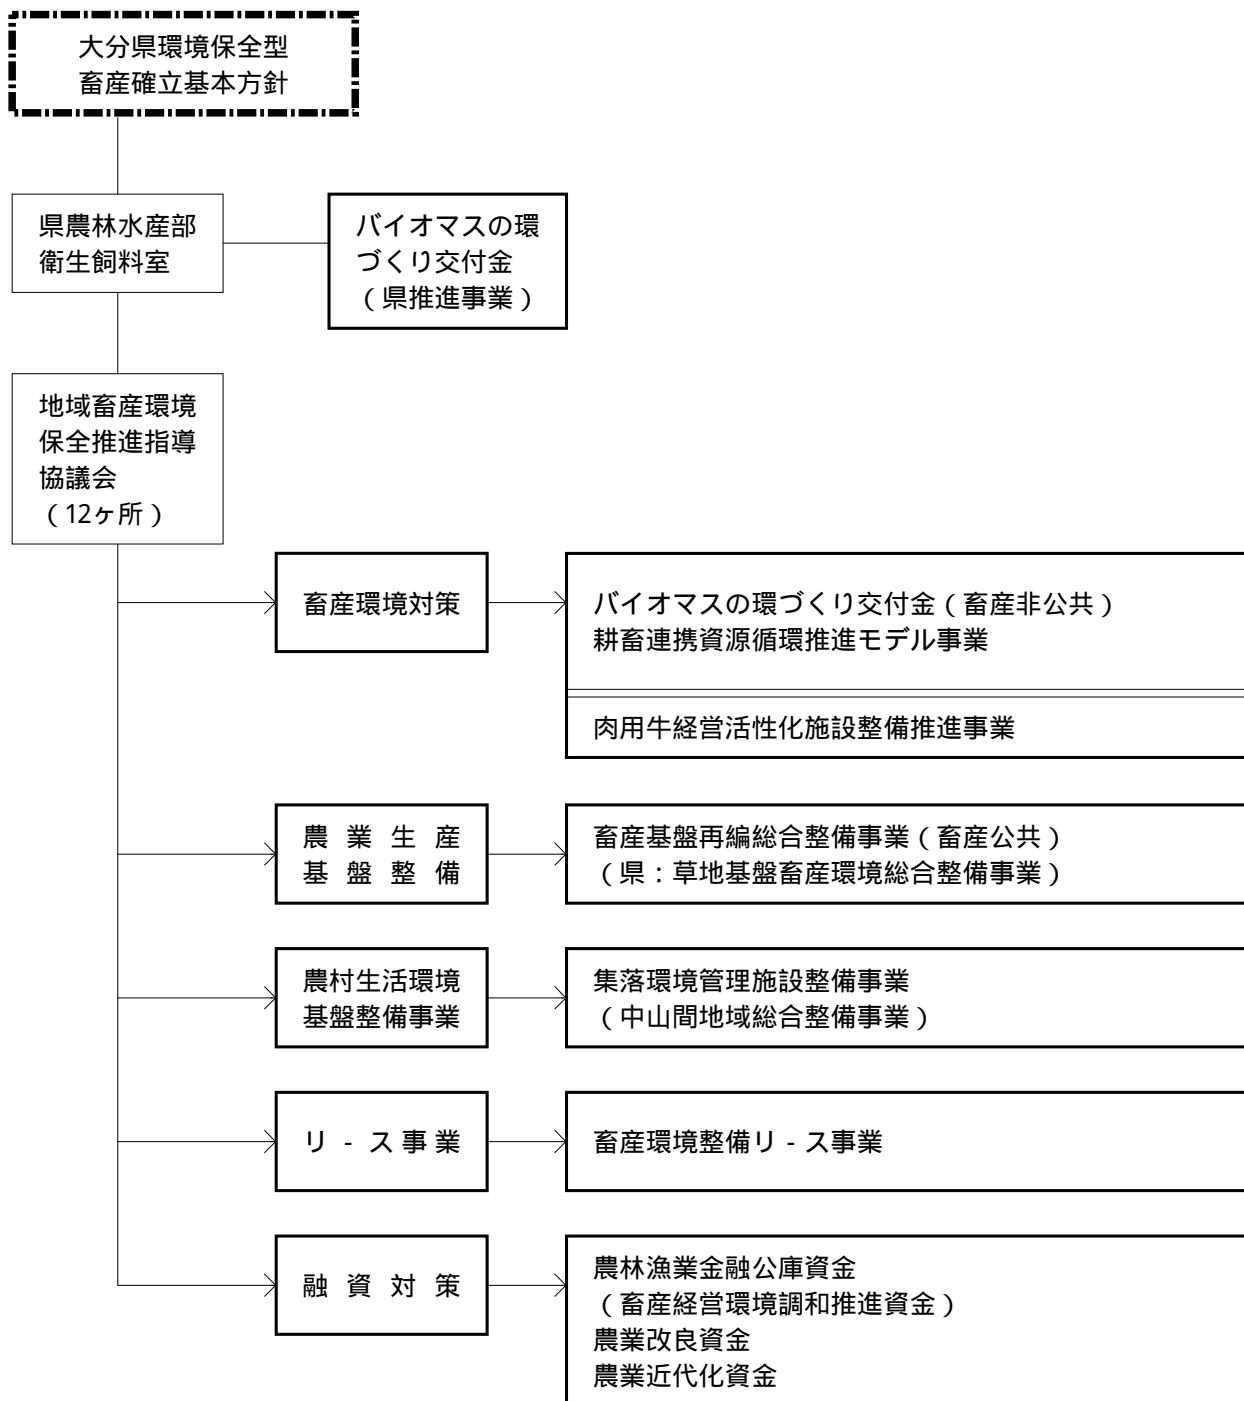 大分県環境保全型
畜産確立基本方針
県農林水産部
衛生飼料室
バイオマスの環
づくり交付金
（県推進事業）
地域畜産環境
保全推進指導
協議会
（12ヶ所）
畜産環境対策
バイオマスの環づくり交付金（畜産非公共）
耕畜連携資源循環推進モデル事業
肉用牛経営活性化施設整備推進事業
農業生産
基盤整備
畜産基盤再編総合整備事業（畜産公共）
（県：草地基盤畜産環境総合整備事業）
農村生活環境
基盤整備事業
集落環境管理施設整備事業
（中山間地域総合整備事業）
リ-ス事業
畜産環境整備リ-ス事業
融資対策
農林漁業金融公庫資金
（畜産経営環境調和推進資金）
農業改良資金
農業近代化資金